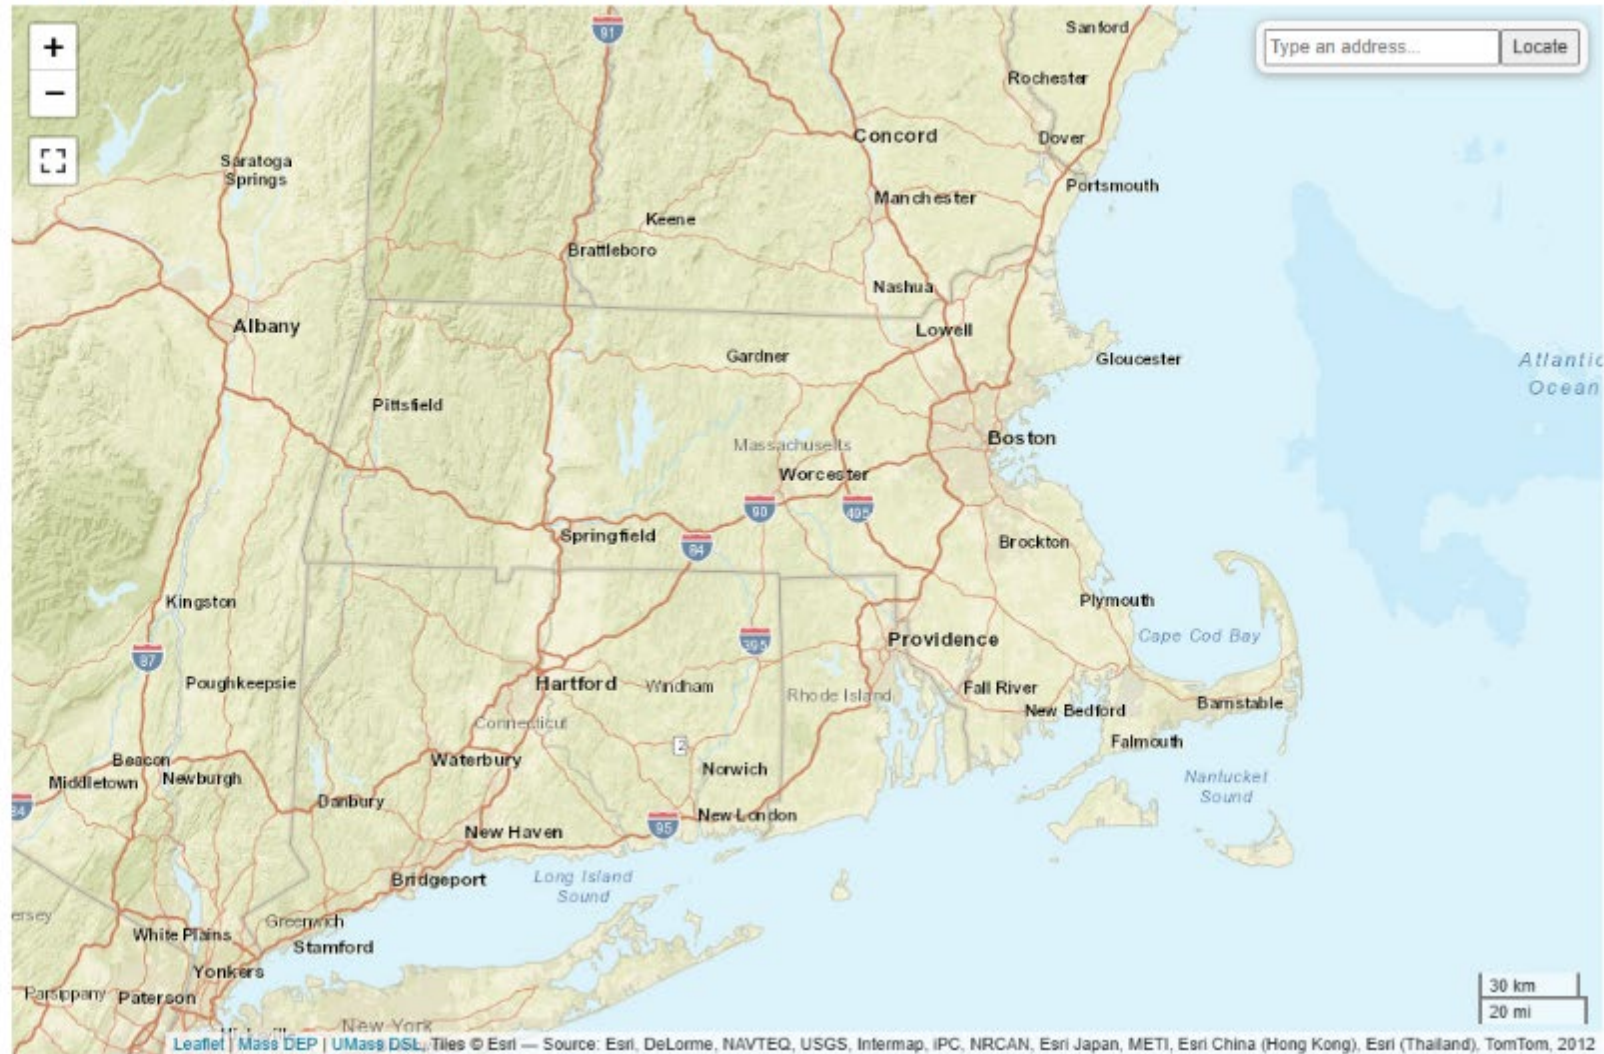 +
−
91
Sanford
Type an address...
Locate
Rochester
Concord
Dover
Saratoga
Springs
Portsmouth
Manchester
Keene
Brattleboro
Nashua
Albany
Lowell
Gardner
Gloucester
Atlantic
Ocean
Pittsfield
Massachusetts
Boston
Worcester
90
495
Springfield
84
Brockton
Kingston
Plymouth
Cape Cod Bay
395
Providence
87
Poughkeepsie
Hartford
Windham
Rhode Island
Fall River
New Bedford
Barnstable
Connecticut
Falmouth
2
Beacon
Waterbury
Norwich
Middletown
Newburgh
Nantucket
Sound
84
Danbury
New London
95
New Haven
Bridgeport
Long Island
Sound
ersey
Greenwich
White Plains
Stamford
Yonkers
Parsippany
Paterson
30 km
20 mi
New York
Leaflet | Mass DEP | UMass DSL, Tiles © Esri — Source: Esri, DeLorme, NAVTEQ, USGS, Intermap, iPC, NRCAN, Esri Japan, METI, Esri China (Hong Kong), Esri (Thailand), TomTom, 2012